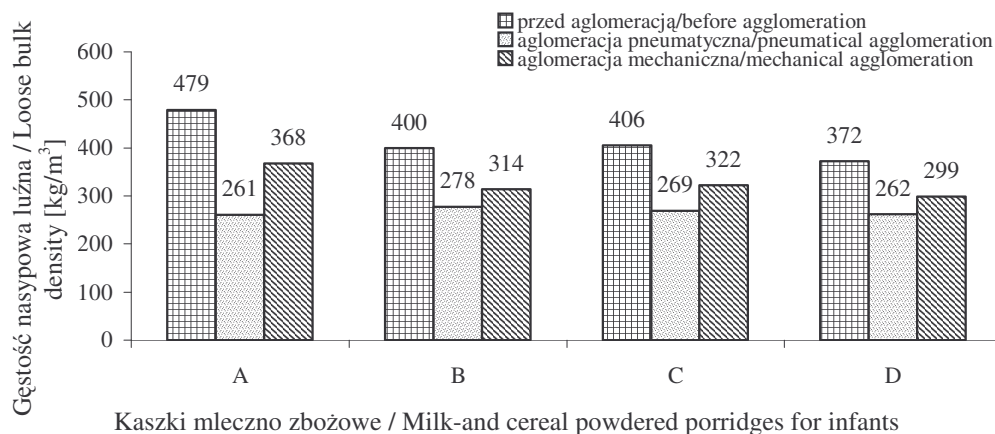 przed aglomeracją/before agglomeration
aglomeracja pneumatyczna/pneumatical agglomeration
aglomeracja mechaniczna/mechanical agglomeration
Gęstość nasypowa luźna / Loose bulk
density [kg/m³]
600
500
400
300
200
100
0
479
261
368
400
278
314
406
269
322
372
262
299
A
B
C
D
Kaszki mleczno zbożowe / Milk-and cereal powdered porridges for infants